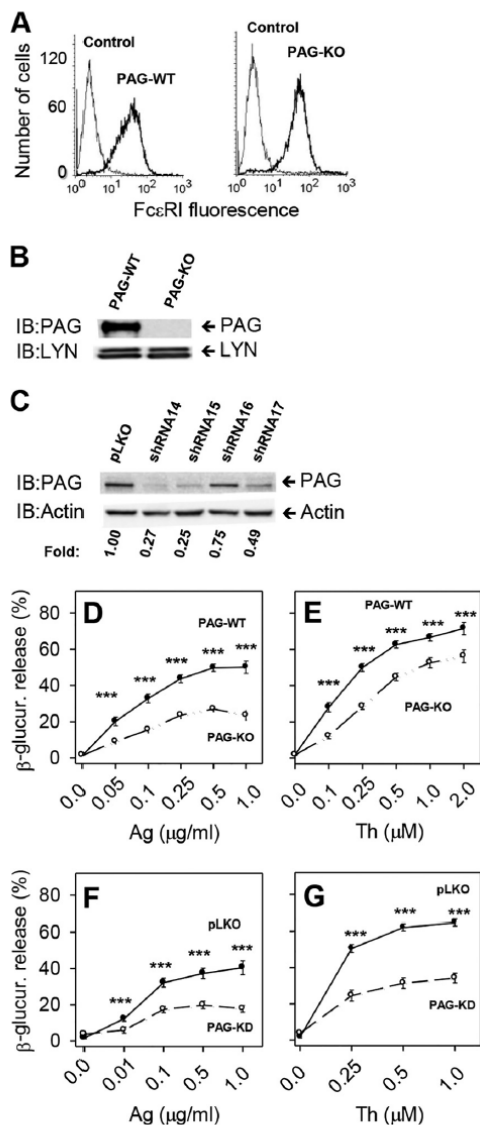 A
Control
PAG-WT
Control
PAG-KO
Number of cells
120
60
0
10⁰ 10¹ 10² 10³
10⁰ 10¹ 10² 10³
FcεRI fluorescence
B
PAG-WT
PAG-KO
IB:PAG ← PAG
IB:LYN ← LYN
C
pLKO
shRNA14
shRNA15
shRNA16
shRNA17
IB:PAG ← PAG
IB:Actin ← Actin
Fold: 1.00 0.27 0.25 0.75 0.49
D
PAG-WT
*** *** *** *** ***
PAG-KO
β-glucur. release (%)
80
60
40
20
0
0.0 0.05 0.1 0.25 0.5 1.0
Ag (µg/ml)
E
PAG-WT
*** *** *** *** ***
PAG-KO
0.0 0.1 0.25 0.5 1.0 2.0
Th (µM)
F
pLKO
*** *** *** ***
PAG-KD
β-glucur. release (%)
80
60
40
20
0
0.0 0.01 0.1 0.5 1.0
Ag (µg/ml)
G
pLKO
*** *** ***
PAG-KD
0.0 0.25 0.5 1.0
Th (µM)